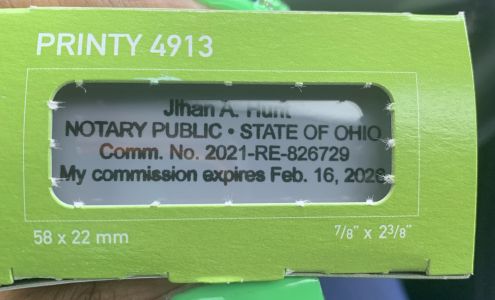 PRINTY 4913
Jihan A. Hunt
NOTARY PUBLIC • STATE OF OHIO
Comm. No. 2021-RE-826729
My commission expires Feb. 16,
58 x 22 mm
7/8" x 2 3/8"